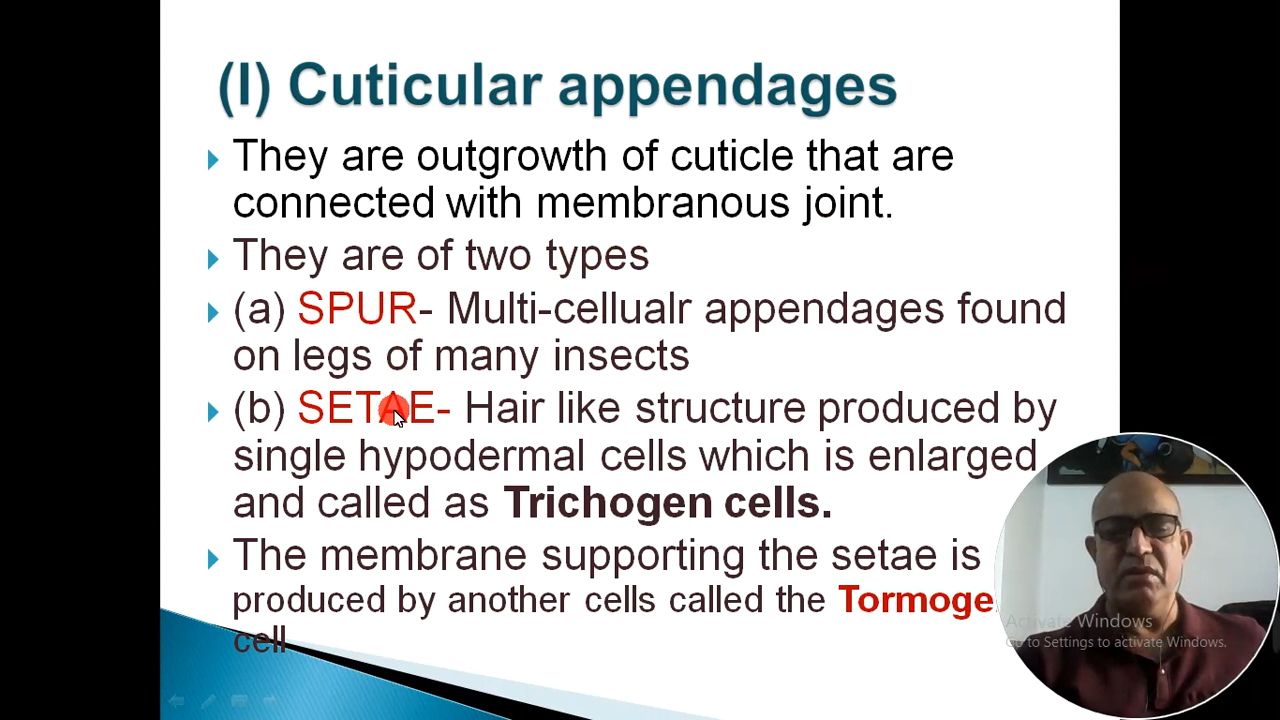 (I) Cuticular appendages
They are outgrowth of cuticle that are
connected with membranous joint.
They are of two types
(a) SPUR- Multi-cellualr appendages found
on legs of many insects
(b) SETAE- Hair like structure produced by
single hypodermal cells which is enlarged
and called as Trichogen cells.
The membrane supporting the setae is
produced by another cells called the Tormoge
cell
Activate Windows
Go to Settings to activate Windows.